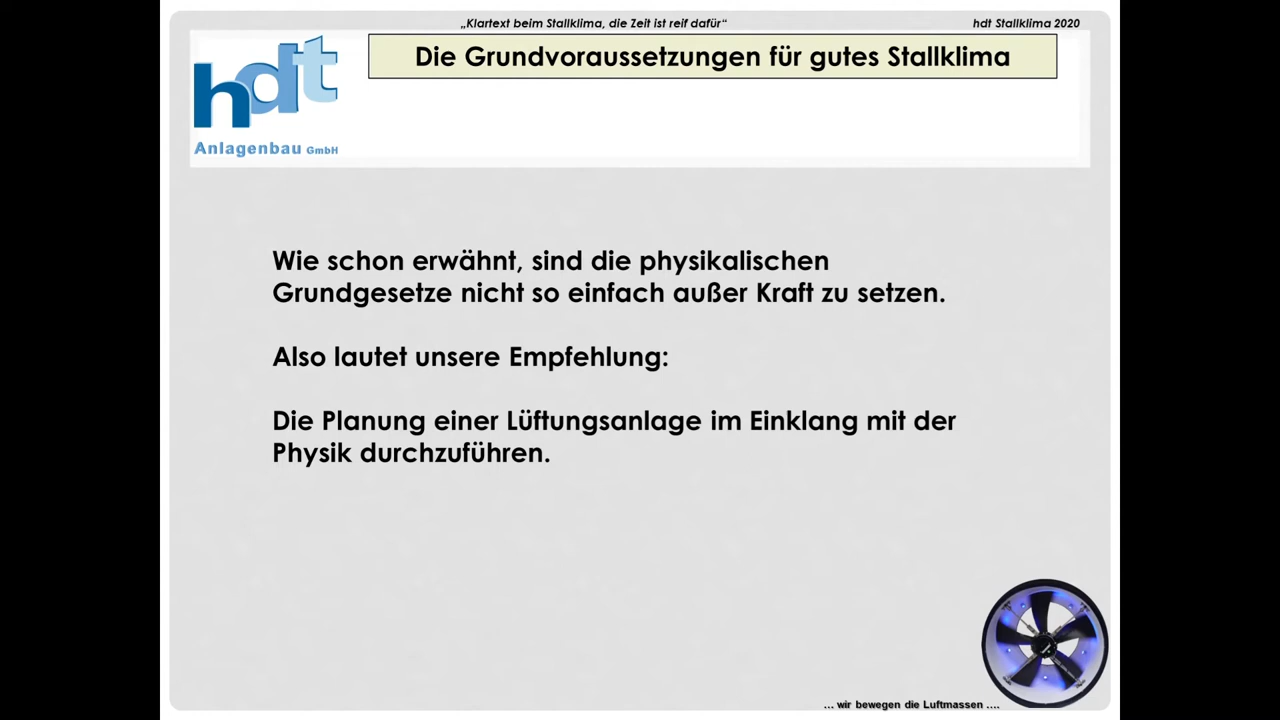 „Klartext beim Stallklima, die Zeit ist reif dafür“
hdt Stallklima 2020
hdt
Anlagenbau GmbH
Die Grundvoraussetzungen für gutes Stallklima
Wie schon erwähnt, sind die physikalischen
Grundgesetze nicht so einfach außer Kraft zu setzen.
Also lautet unsere Empfehlung:
Die Planung einer Lüftungsanlage im Einklang mit der
Physik durchzuführen.
... wir bewegen die Luftmassen ....